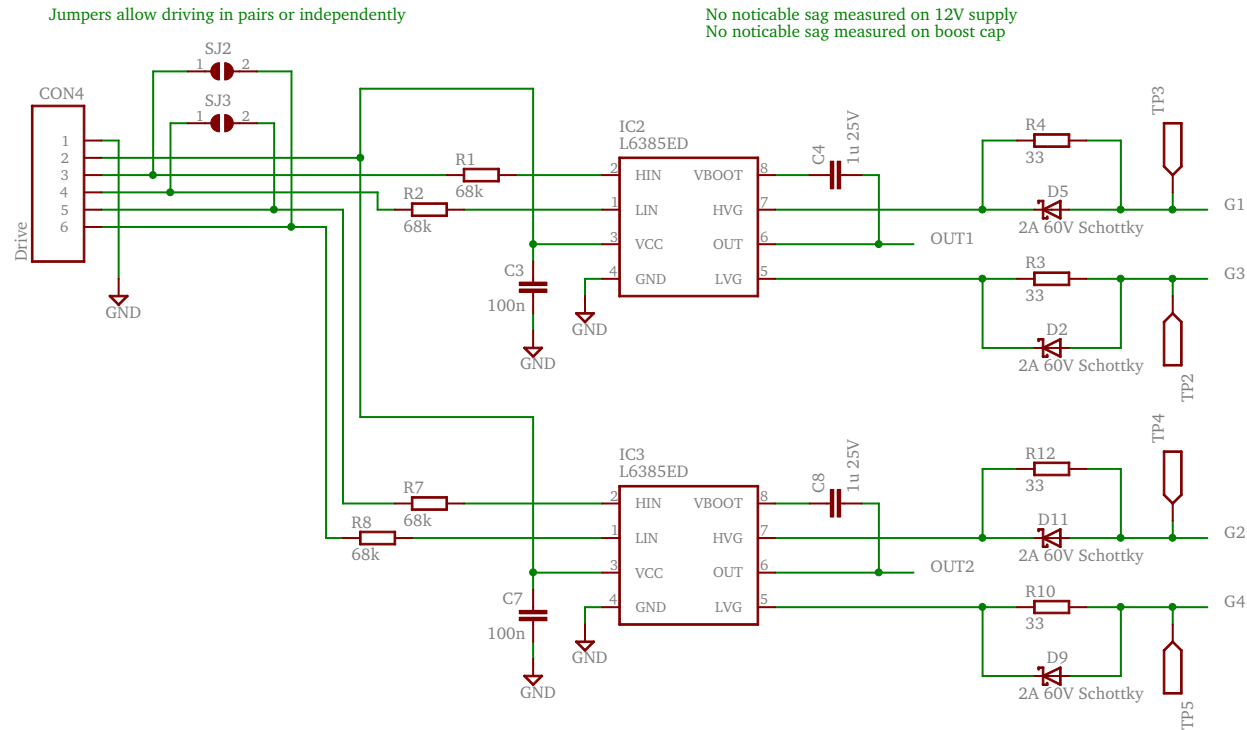 Jumpers allow driving in pairs or independently
No noticable sag measured on 12V supply
No noticable sag measured on boost cap
SJ2
1 2
SJ3
1 2
CON4
1
2
3
4
5
6
Drive
GND
R1
68k
R2
68k
C3
100n
GND
IC2
L6385ED
2 HIN VBOOT 8
1 LIN HVG 7
3 VCC OUT 6
4 GND LVG 5
GND
C4
1u 25V
OUT1
R4
33
D5
2A 60V Schottky
TP3
G1
R3
33
D2
2A 60V Schottky
TP2
G3
R7
68k
R8
68k
C7
100n
GND
IC3
L6385ED
2 HIN VBOOT 8
1 LIN HVG 7
3 VCC OUT 6
4 GND LVG 5
GND
C8
1u 25V
OUT2
R12
33
D11
2A 60V Schottky
TP4
G2
R10
33
D9
2A 60V Schottky
TP5
G4